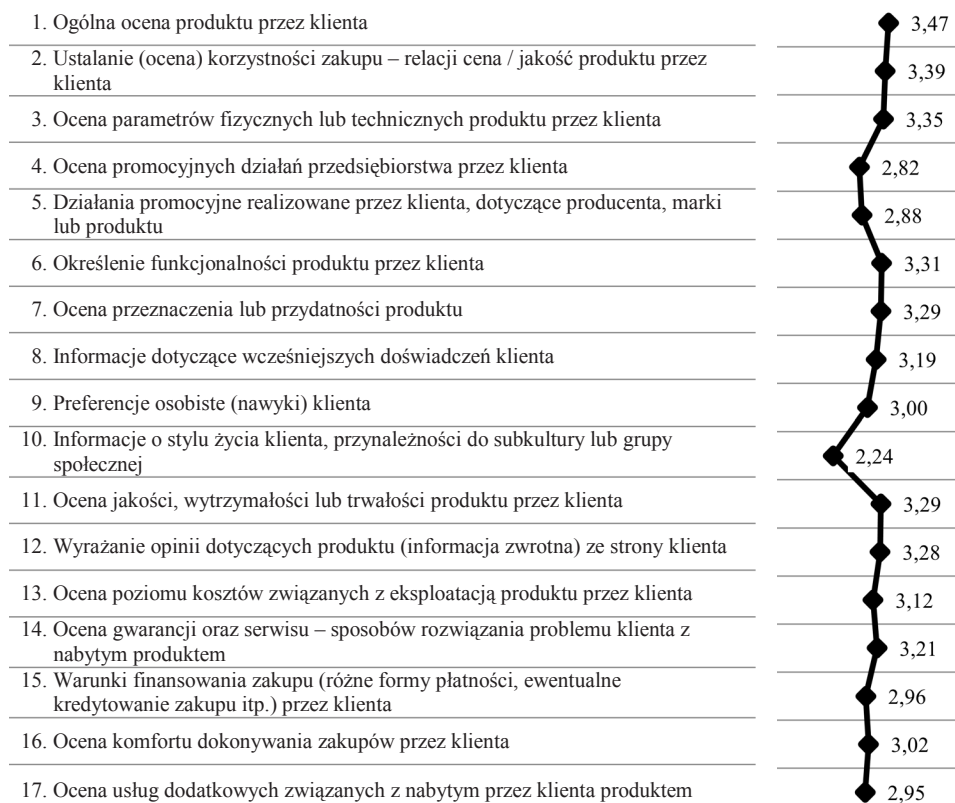 1. Ogólna ocena produktu przez klienta 3,47
2. Ustalanie (ocena) korzystności zakupu – relacji cena / jakość produktu przez
klienta 3,39
3. Ocena parametrów fizycznych lub technicznych produktu przez klienta 3,35
4. Ocena promocyjnych działań przedsiębiorstwa przez klienta 2,82
5. Działania promocyjne realizowane przez klienta, dotyczące producenta, marki
lub produktu 2,88
6. Określenie funkcjonalności produktu przez klienta 3,31
7. Ocena przeznaczenia lub przydatności produktu 3,29
8. Informacje dotyczące wcześniejszych doświadczeń klienta 3,19
9. Preferencje osobiste (nawyki) klienta 3,00
10. Informacje o stylu życia klienta, przynależności do subkultury lub grupy
społecznej 2,24
11. Ocena jakości, wytrzymałości lub trwałości produktu przez klienta 3,29
12. Wyrażanie opinii dotyczących produktu (informacja zwrotna) ze strony klienta 3,28
13. Ocena poziomu kosztów związanych z eksploatacją produktu przez klienta 3,12
14. Ocena gwarancji oraz serwisu – sposobów rozwiązania problemu klienta z
nabytym produktem 3,21
15. Warunki finansowania zakupu (różne formy płatności, ewentualne
kredytowanie zakupu itp.) przez klienta 2,96
16. Ocena komfortu dokonywania zakupów przez klienta 3,02
17. Ocena usług dodatkowych związanych z nabytym przez klienta produktem 2,95